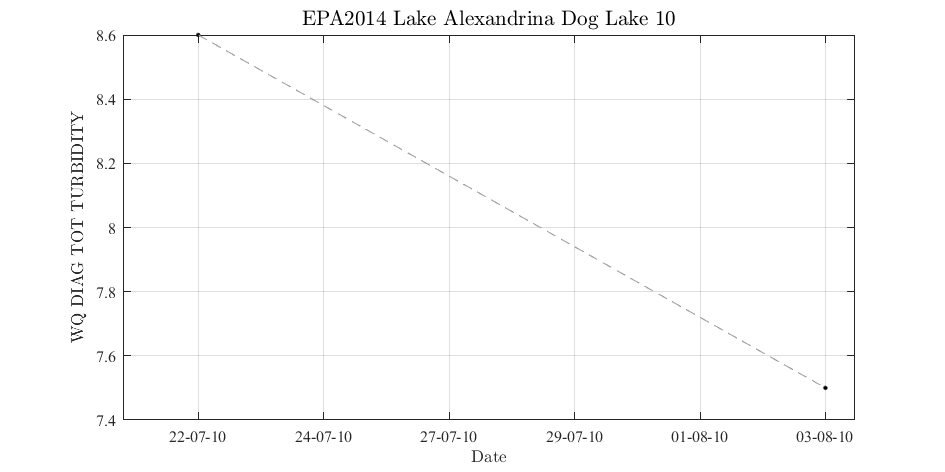 EPA2014 Lake Alexandrina Dog Lake 10
8.6
8.4
8.2
8
7.8
7.6
7.4
WQ DIAG TOT TURBIDITY
22-07-10 24-07-10 27-07-10 29-07-10 01-08-10 03-08-10
Date